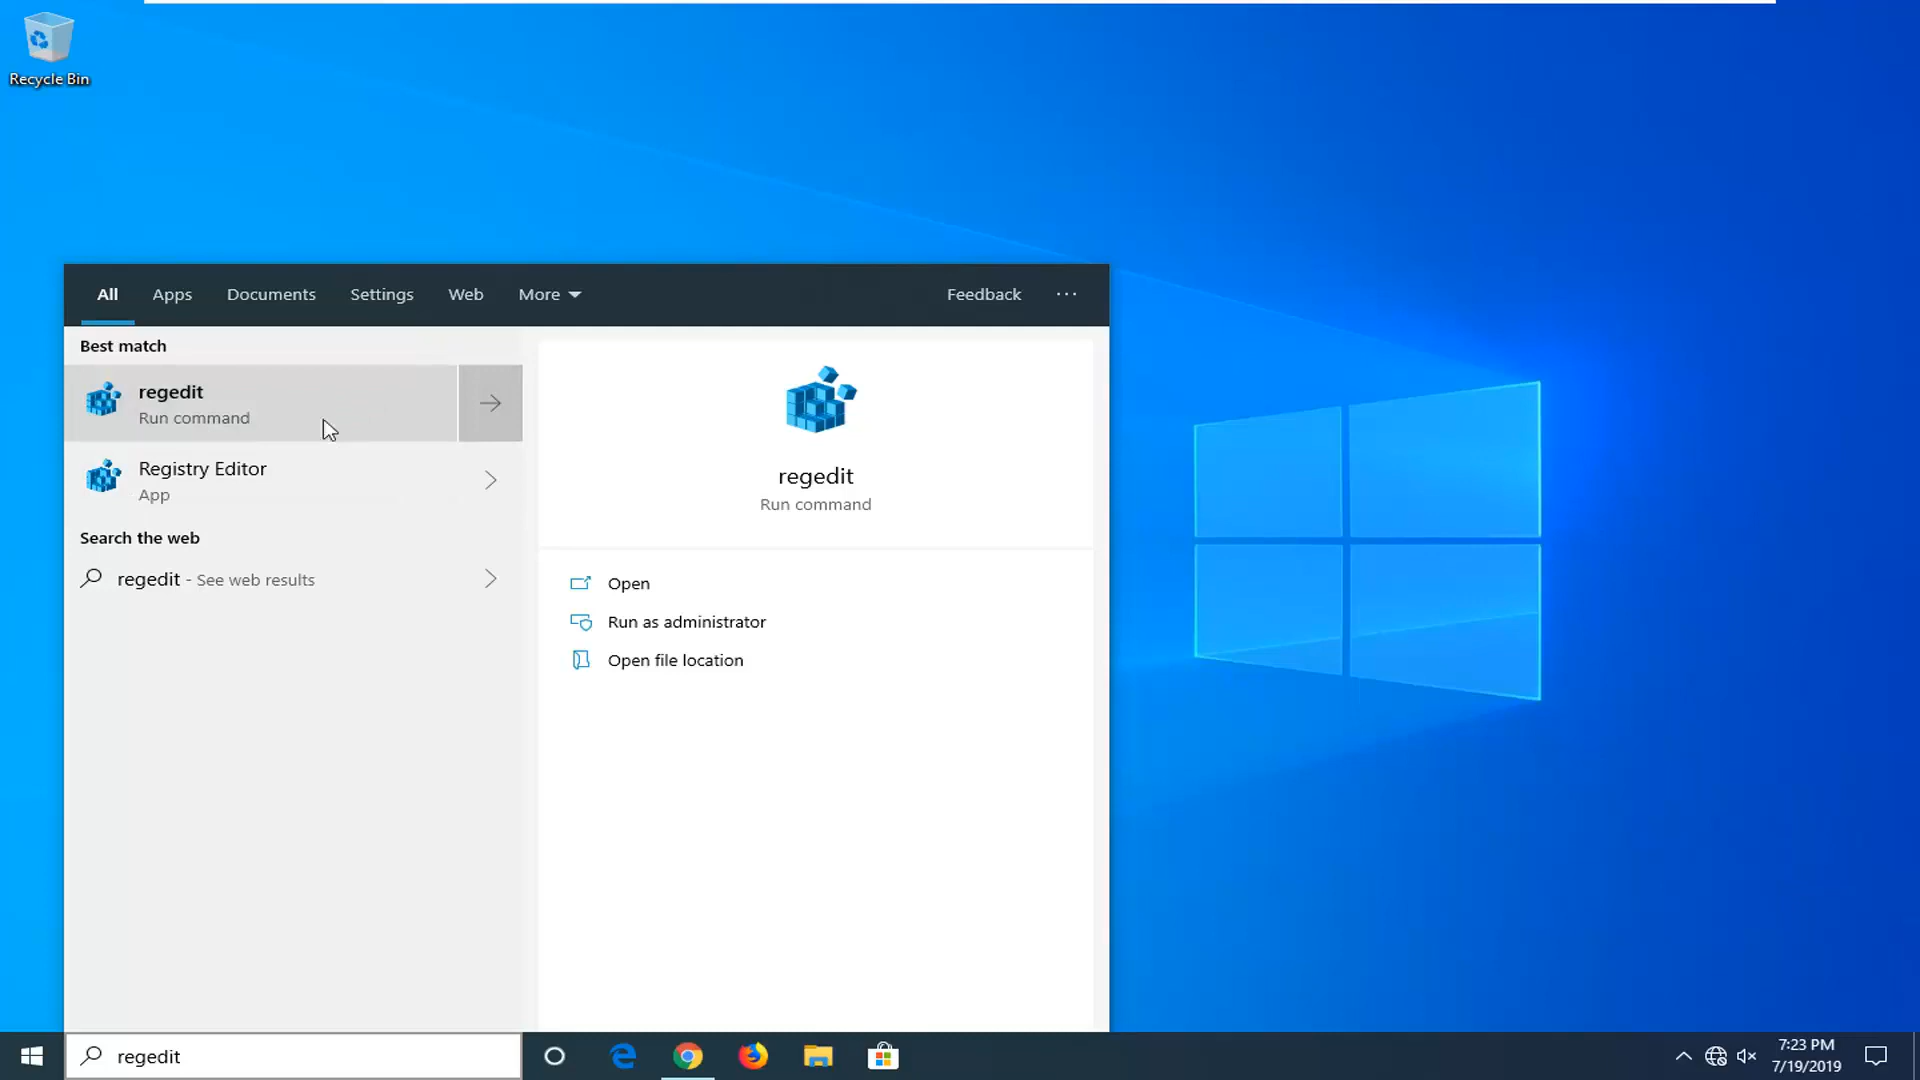 Recycle Bin
All Apps Documents Settings Web More Feedback ...
Best match
regedit
Run command
Registry Editor
App
Search the web
regedit - See web results
regedit
Run command
Open
Run as administrator
Open file location
regedit
7:23 PM
7/19/2019